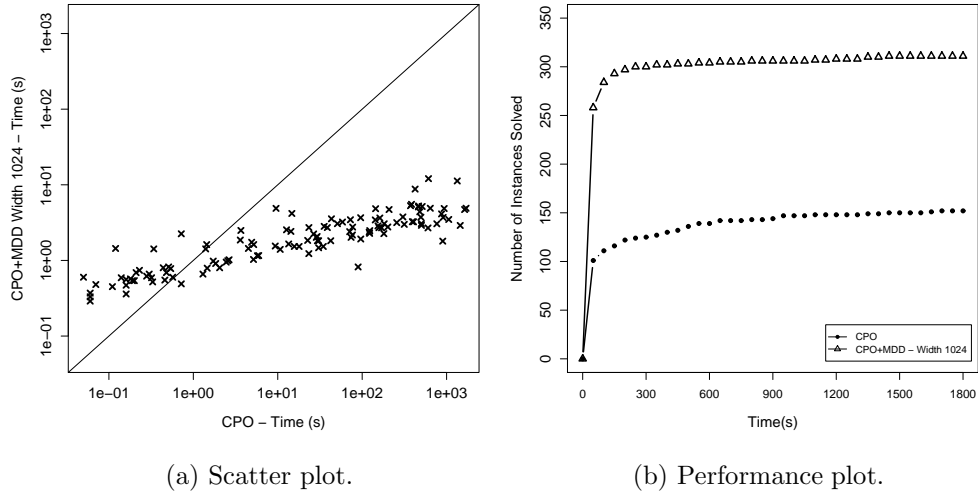 CPO+MDD Width 1024 − Time (s)
1e+03
1e+02
1e+01
1e+00
1e−01
1e−01 1e+00 1e+01 1e+02 1e+03
CPO − Time (s)
(a) Scatter plot.
Number of Instances Solved
350
300
250
200
150
100
50
0
CPO
CPO+MDD − Width 1024
0 300 600 900 1200 1500 1800
Time(s)
(b) Performance plot.